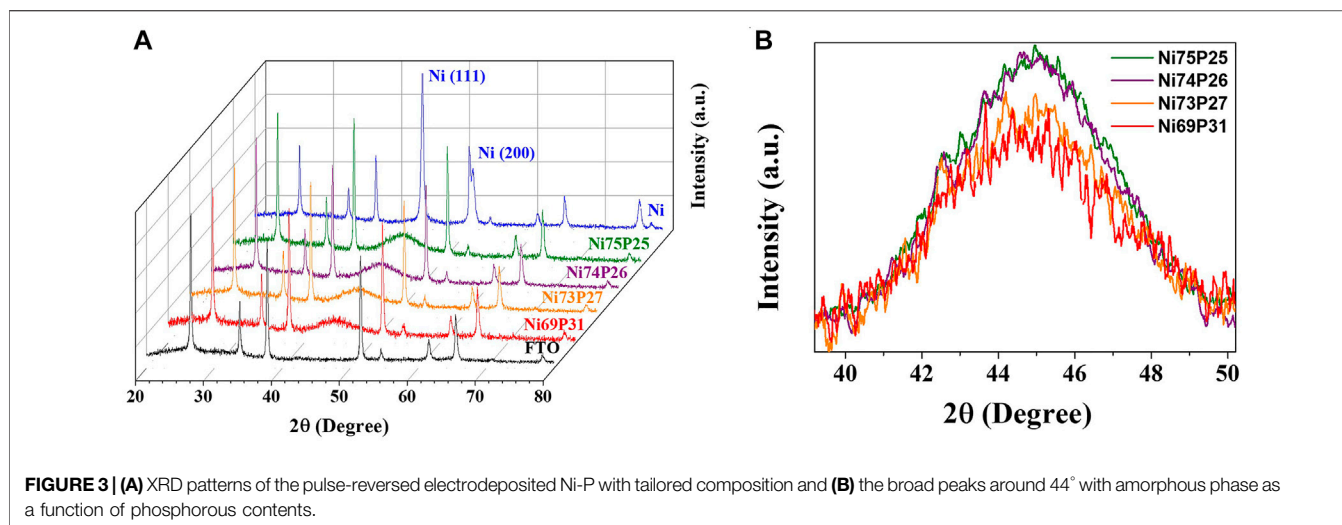 A
Ni (111)
Ni (200)
Ni
Ni75P25
Ni74P26
Ni73P27
Ni69P31
FTO
Intensity (a.u.)
20 30 40 50 60 70 80
2θ (Degree)
B
Ni75P25
Ni74P26
Ni73P27
Ni69P31
Intensity (a.u.)
40 42 44 46 48 50
2θ (Degree)
FIGURE 3 | (A) XRD patterns of the pulse-reversed electrodeposited Ni-P with tailored composition and (B) the broad peaks around 44° with amorphous phase as
a function of phosphorous contents.